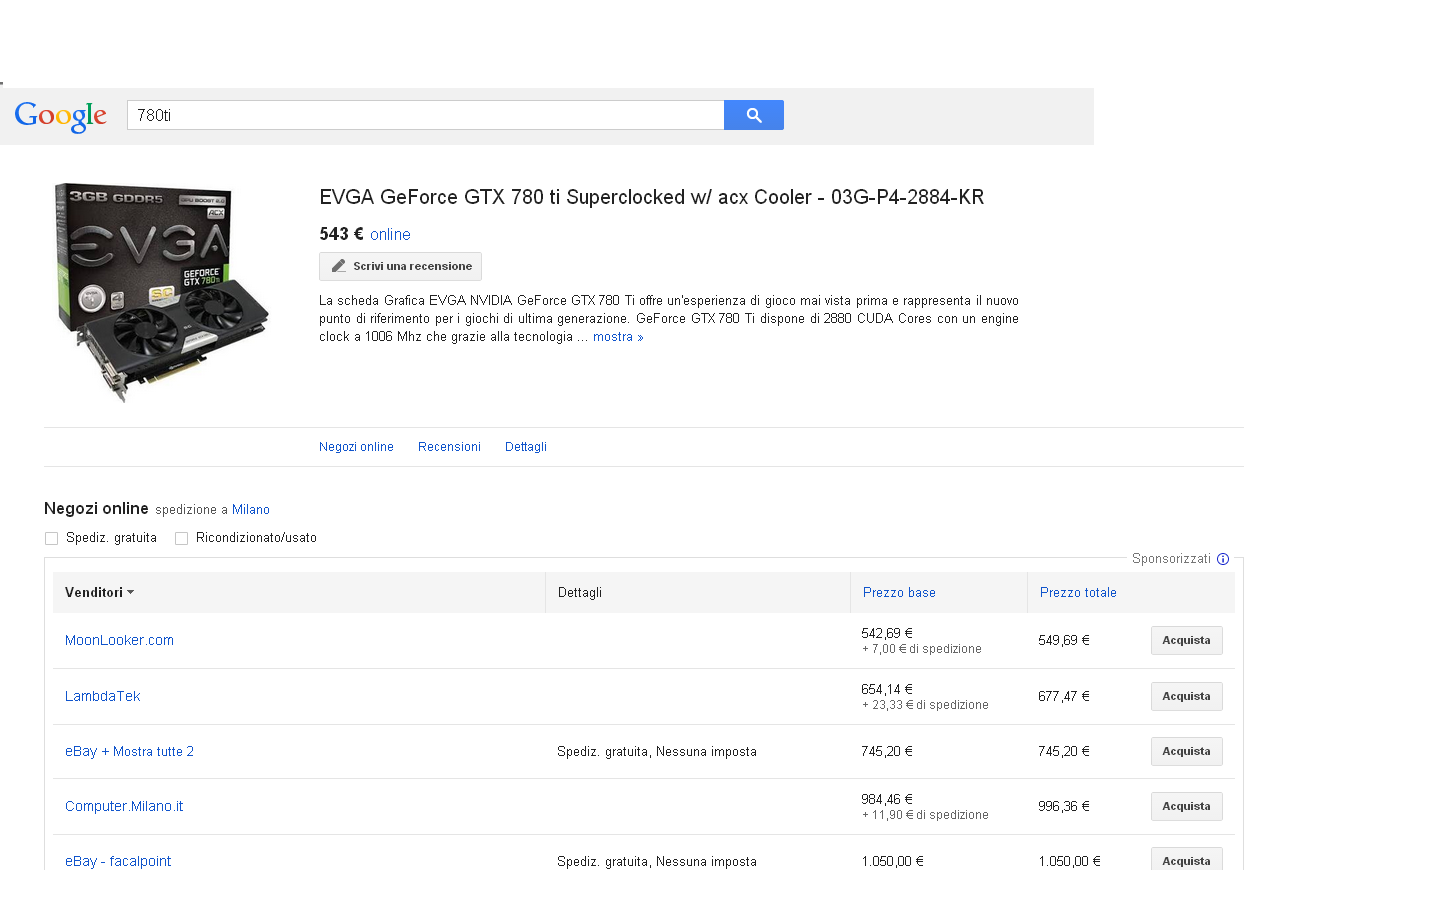 Google
780ti
3GB GDDR5
GPU BOOST 2.0
ACX
EVGA
GEFORCE
GTX 780Ti
SC
EVGA GeForce GTX 780 ti Superclocked w/ acx Cooler - 03G-P4-2884-KR
543 € online
Scrivi una recensione
La scheda Grafica EVGA NVIDIA GeForce GTX 780 Ti offre un'esperienza di gioco mai vista prima e rappresenta il nuovo
punto di riferimento per i giochi di ultima generazione. GeForce GTX 780 Ti dispone di 2880 CUDA Cores con un engine
clock a 1006 Mhz che grazie alla tecnologia ... mostra »
Negozi online Recensioni Dettagli
Negozi online spedizione a Milano
Spediz. gratuita Ricondizionato/usato
Sponsorizzati
Venditori Dettagli Prezzo base Prezzo totale
MoonLooker.com 542,69 € 549,69 € Acquista
+ 7,00 € di spedizione
LambdaTek 654,14 € 677,47 € Acquista
+ 23,33 € di spedizione
eBay + Mostra tutte 2 Spediz. gratuita, Nessuna imposta 745,20 € 745,20 € Acquista
Computer.Milano.it 984,46 € 996,36 € Acquista
+ 11,90 € di spedizione
eBay - facalpoint Spediz. gratuita, Nessuna imposta 1.050,00 € 1.050,00 € Acquista